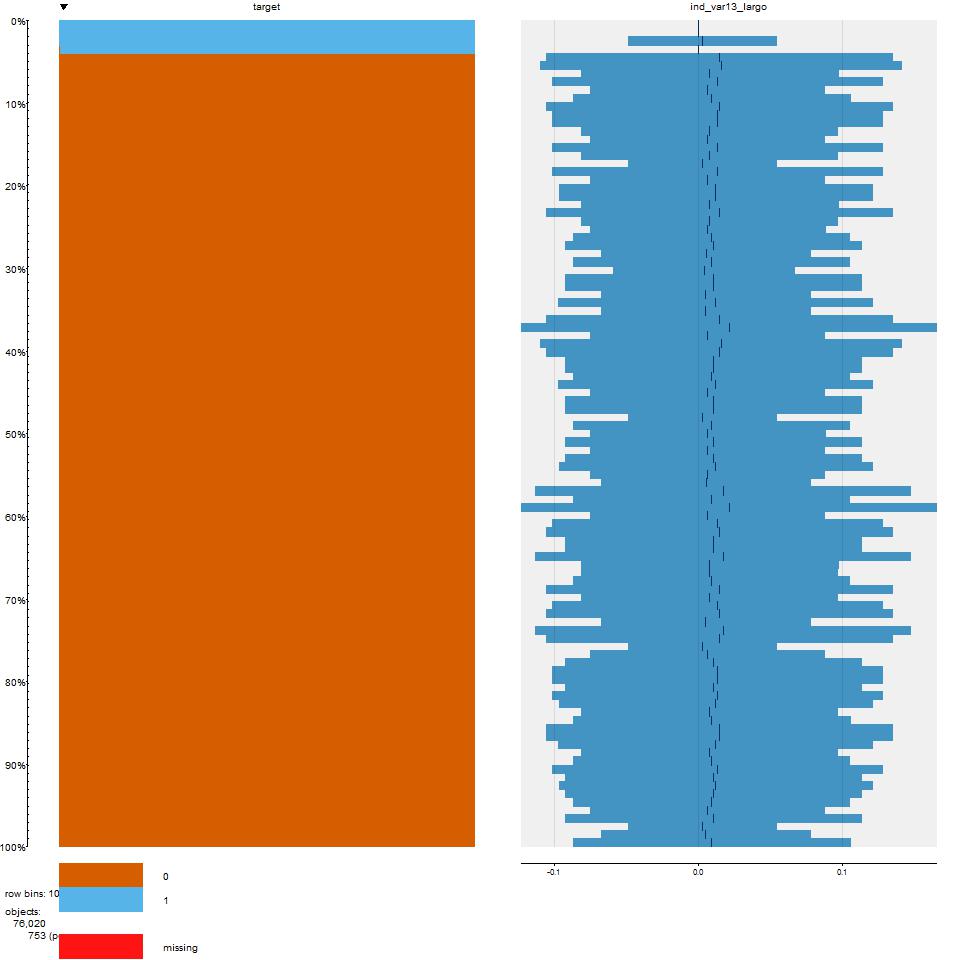 target
ind_var13_largo
0%
10%
20%
30%
40%
50%
60%
70%
80%
90%
100%
-0.1
0.0
0.1
0
1
missing
row bins: 10
objects:
76,020
753 (p